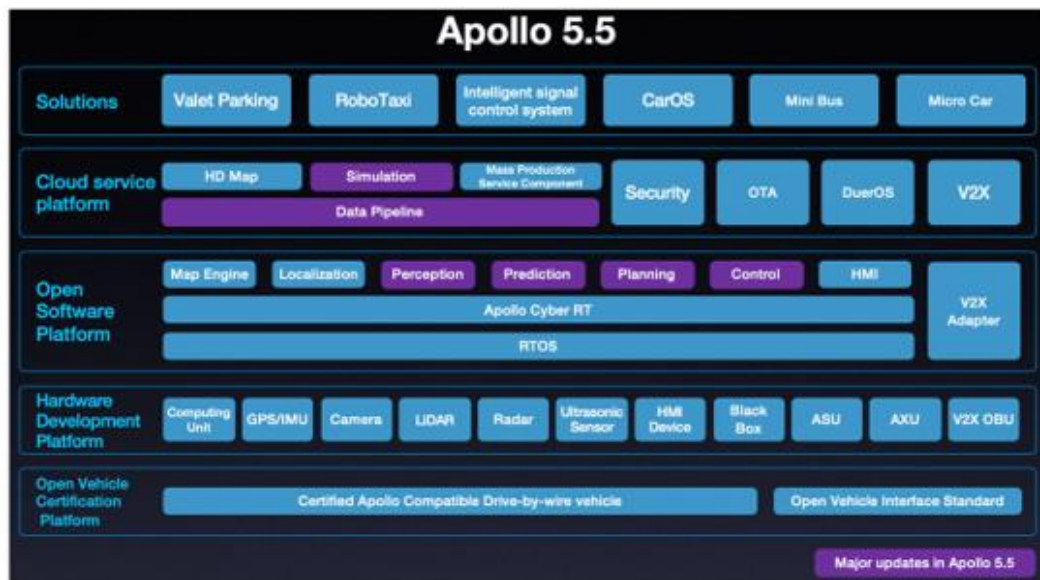 Apollo 5.5
Solutions
Valet Parking
RoboTaxi
Intelligent signal
control system
CarOS
Mini Bus
Micro Car
Cloud service
platform
HD Map
Simulation
Mass Production
Service Component
Data Pipeline
Security
OTA
DuerOS
V2X
Open
Software
Platform
Map Engine
Localization
Perception
Prediction
Planning
Control
HMI
Apollo Cyber RT
RTOS
V2X
Adapter
Hardware
Development
Platform
Computing
Unit
GPS/IMU
Camera
LiDAR
Radar
Ultrasonic
Sensor
HMI
Device
Black
Box
ASU
AXU
V2X OBU
Open Vehicle
Certification
Platform
Certified Apollo Compatible Drive-by-wire vehicle
Open Vehicle Interface Standard
Major updates in Apollo 5.5